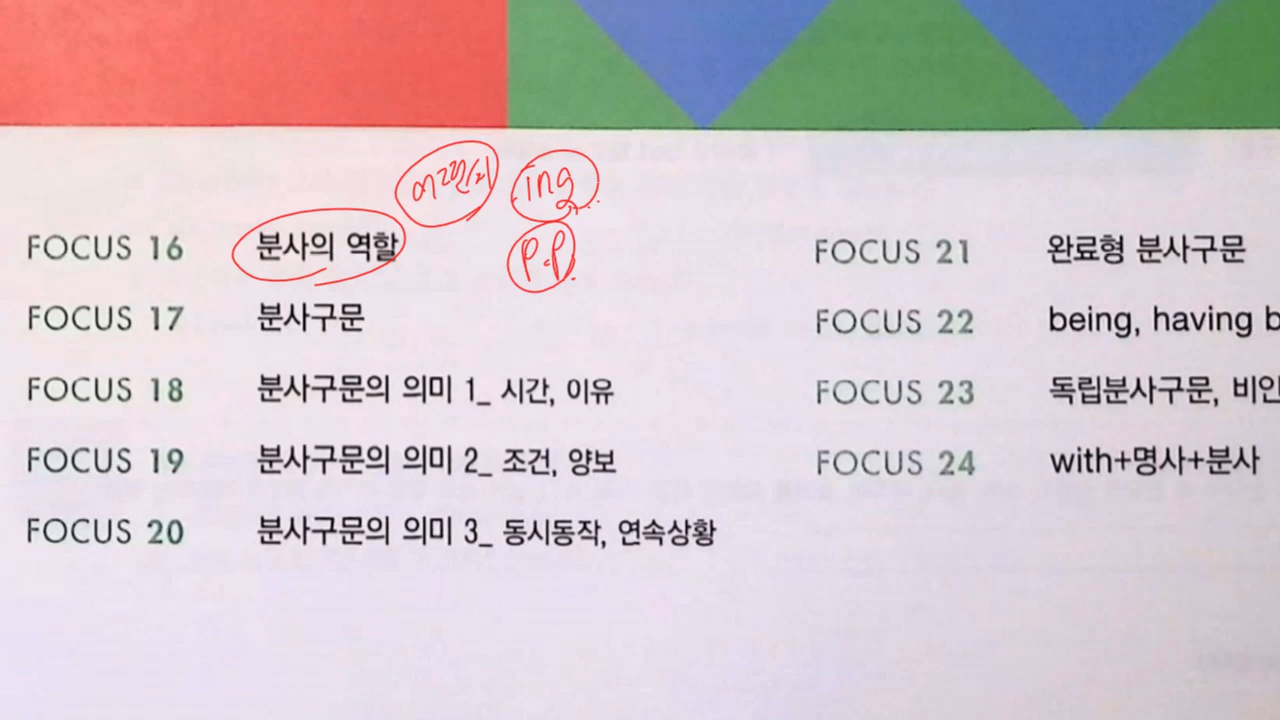 ing
FOCUS 16 분사의 역할
p.p
FOCUS 17 분사구문
FOCUS 18 분사구문의 의미 1_ 시간, 이유
FOCUS 19 분사구문의 의미 2_ 조건, 양보
FOCUS 20 분사구문의 의미 3_ 동시동작, 연속상황
FOCUS 21 완료형 분사구문
FOCUS 22 being, having b
FOCUS 23 독립분사구문, 비인
FOCUS 24 with+명사+분사